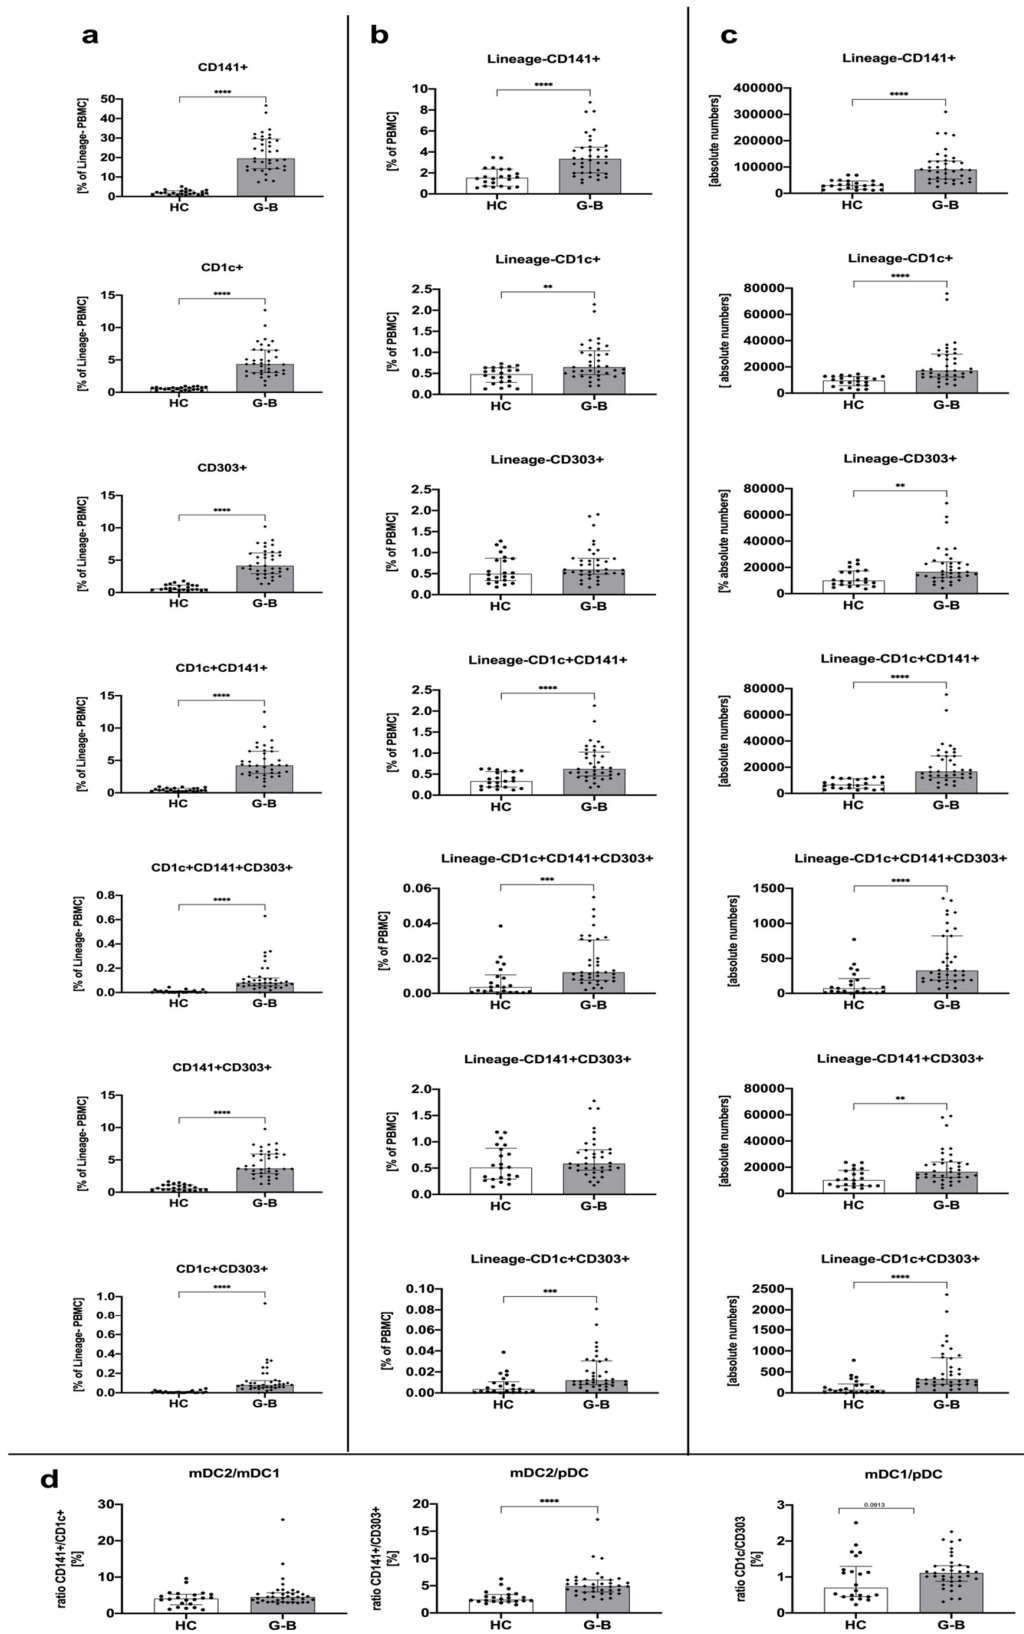 a
CD141+
[% of Lineage- PBMC]
****
50
40
30
20
10
0
HC G-B
CD1c+
[% of Lineage- PBMC]
****
15
10
5
0
HC G-B
CD303+
[% of Lineage- PBMC]
****
15
10
5
0
HC G-B
CD1c+CD141+
[% of Lineage- PBMC]
****
15
10
5
0
HC G-B
CD1c+CD141+CD303+
[% of Lineage- PBMC]
****
0.8
0.6
0.4
0.2
0.0
HC G-B
CD141+CD303+
[% of Lineage- PBMC]
****
15
10
5
0
HC G-B
CD1c+CD303+
[% of Lineage- PBMC]
****
1.0
0.8
0.6
0.4
0.2
0.0
HC G-B
b
Lineage-CD141+
[% of PBMC]
****
10
8
6
4
2
0
HC G-B
Lineage-CD1c+
[% of PBMC]
**
2.5
2.0
1.5
1.0
0.5
0.0
HC G-B
Lineage-CD303+
[% of PBMC]
2.5
2.0
1.5
1.0
0.5
0.0
HC G-B
Lineage-CD1c+CD141+
[% of PBMC]
****
2.5
2.0
1.5
1.0
0.5
0.0
HC G-B
Lineage-CD1c+CD141+CD303+
[% of PBMC]
***
0.06
0.04
0.02
0.00
HC G-B
Lineage-CD141+CD303+
[% of PBMC]
2.0
1.5
1.0
0.5
0.0
HC G-B
Lineage-CD1c+CD303+
[% of PBMC]
***
0.10
0.08
0.06
0.04
0.02
0.00
HC G-B
c
Lineage-CD141+
[absolute numbers]
****
400000
300000
200000
100000
0
HC G-B
Lineage-CD1c+
[ absolute numbers]
****
80000
60000
40000
20000
0
HC G-B
Lineage-CD303+
[% absolute numbers]
**
80000
60000
40000
20000
0
HC G-B
Lineage-CD1c+CD141+
[absolute numbers]
****
80000
60000
40000
20000
0
HC G-B
Lineage-CD1c+CD141+CD303+
[absolute numbers]
****
1500
1000
500
0
HC G-B
Lineage-CD141+CD303+
[absolute numbers]
**
80000
60000
40000
20000
0
HC G-B
Lineage-CD1c+CD303+
[absolute numbers]
****
2500
2000
1500
1000
500
0
HC G-B
d
mDC2/mDC1
ratio CD141+/CD1c+
[%]
30
20
10
0
HC G-B
mDC2/pDC
ratio CD141+/CD303+
[%]
****
20
15
10
5
0
HC G-B
mDC1/pDC
ratio CD1c/CD303
[%]
0.0913
3
2
1
0
HC G-B